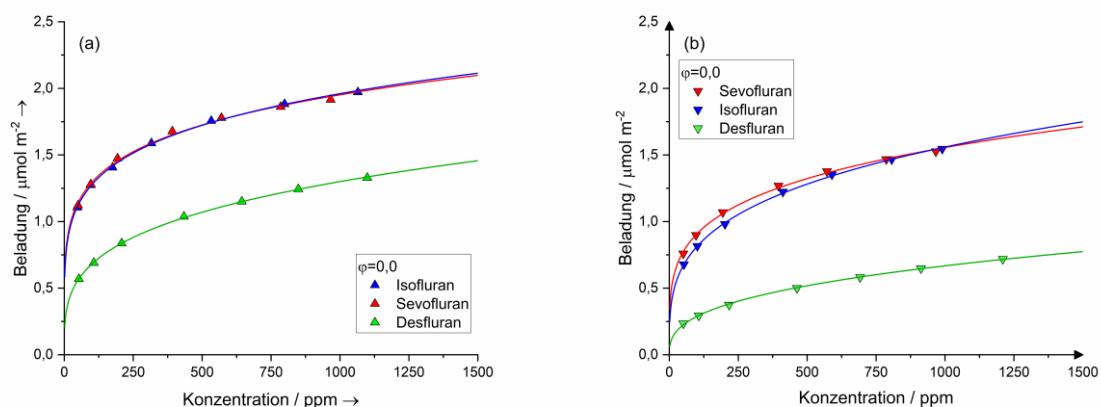 (a)
2,5
2,0
1,5
1,0
0,5
0,0
Beladung / µmol m⁻² →
0 250 500 750 1000 1250 1500
Konzentration / ppm →
φ=0,0
Isofluran
Sevofluran
Desfluran
(b)
2,5
2,0
1,5
1,0
0,5
0,0
Beladung / µmol m⁻²
0 250 500 750 1000 1250 1500
Konzentration / ppm
φ=0,0
Sevofluran
Isofluran
Desfluran